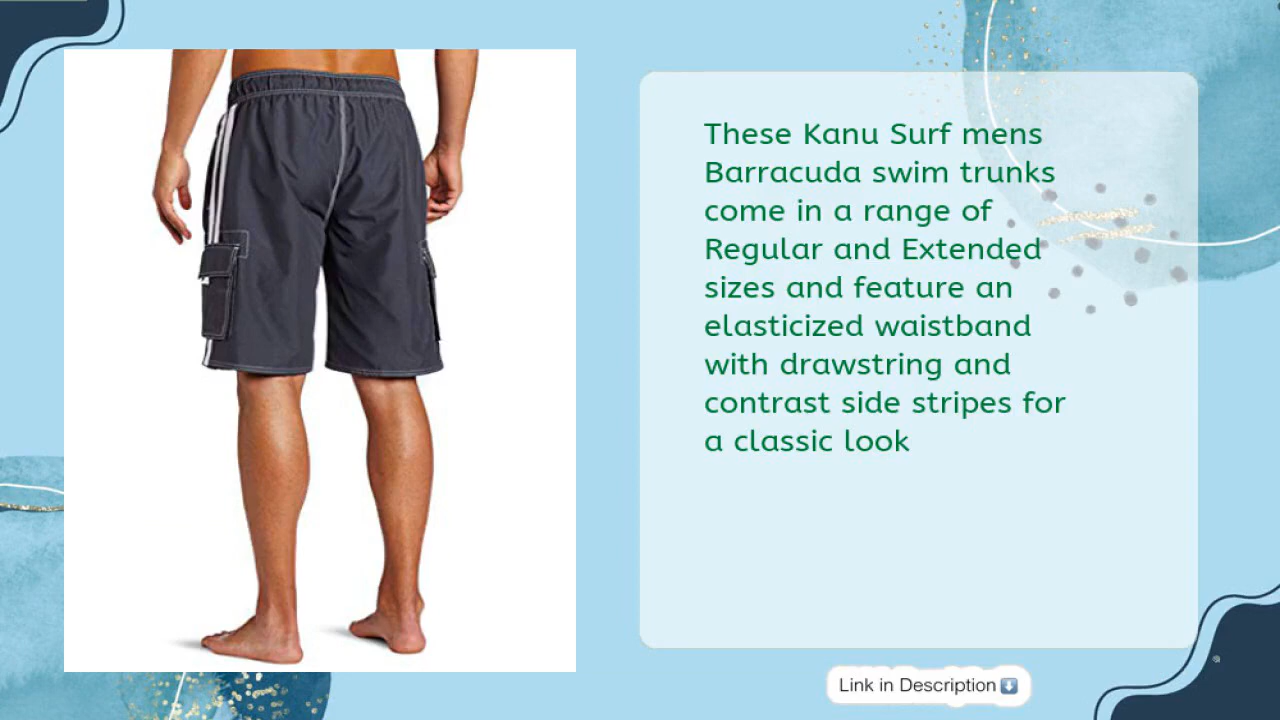 These Kanu Surf mens
Barracuda swim trunks
come in a range of
Regular and Extended
sizes and feature an
elasticized waistband
with drawstring and
contrast side stripes for
a classic look
Link in Description⬇️